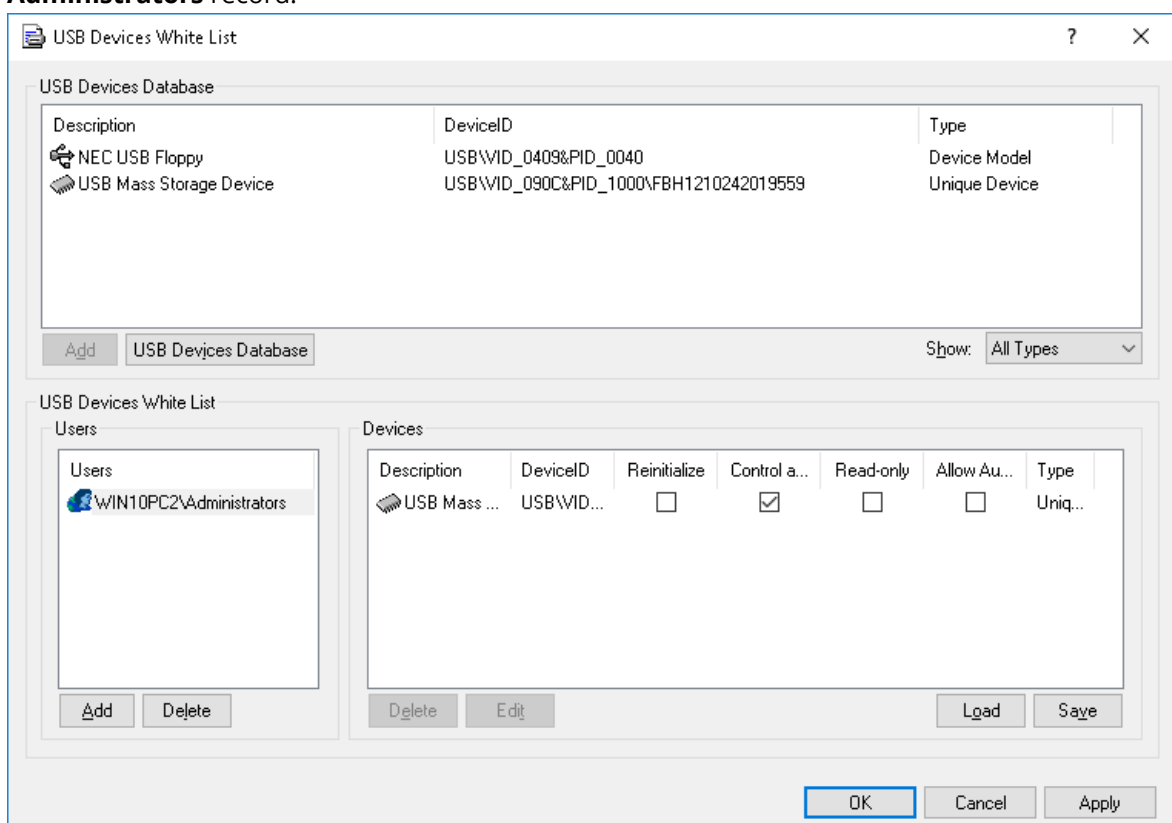 Administrators record.
USB Devices White List ?
USB Devices Database
Description DeviceID Type
NEC USB Floppy USB\VID_0409&PID_0040 Device Model
USB Mass Storage Device USB\VID_090C&PID_1000\FBH1210242019559 Unique Device
Add USB Devices Database Show: All Types
USB Devices White List
Users Devices
Users Description DeviceID Reinitialize Control a... Read-only Allow Au... Type
WIN10PC2\Administrators USB Mass ... USB\VID... Uniq...
Add Delete Delete Edit Load Save
OK Cancel Apply